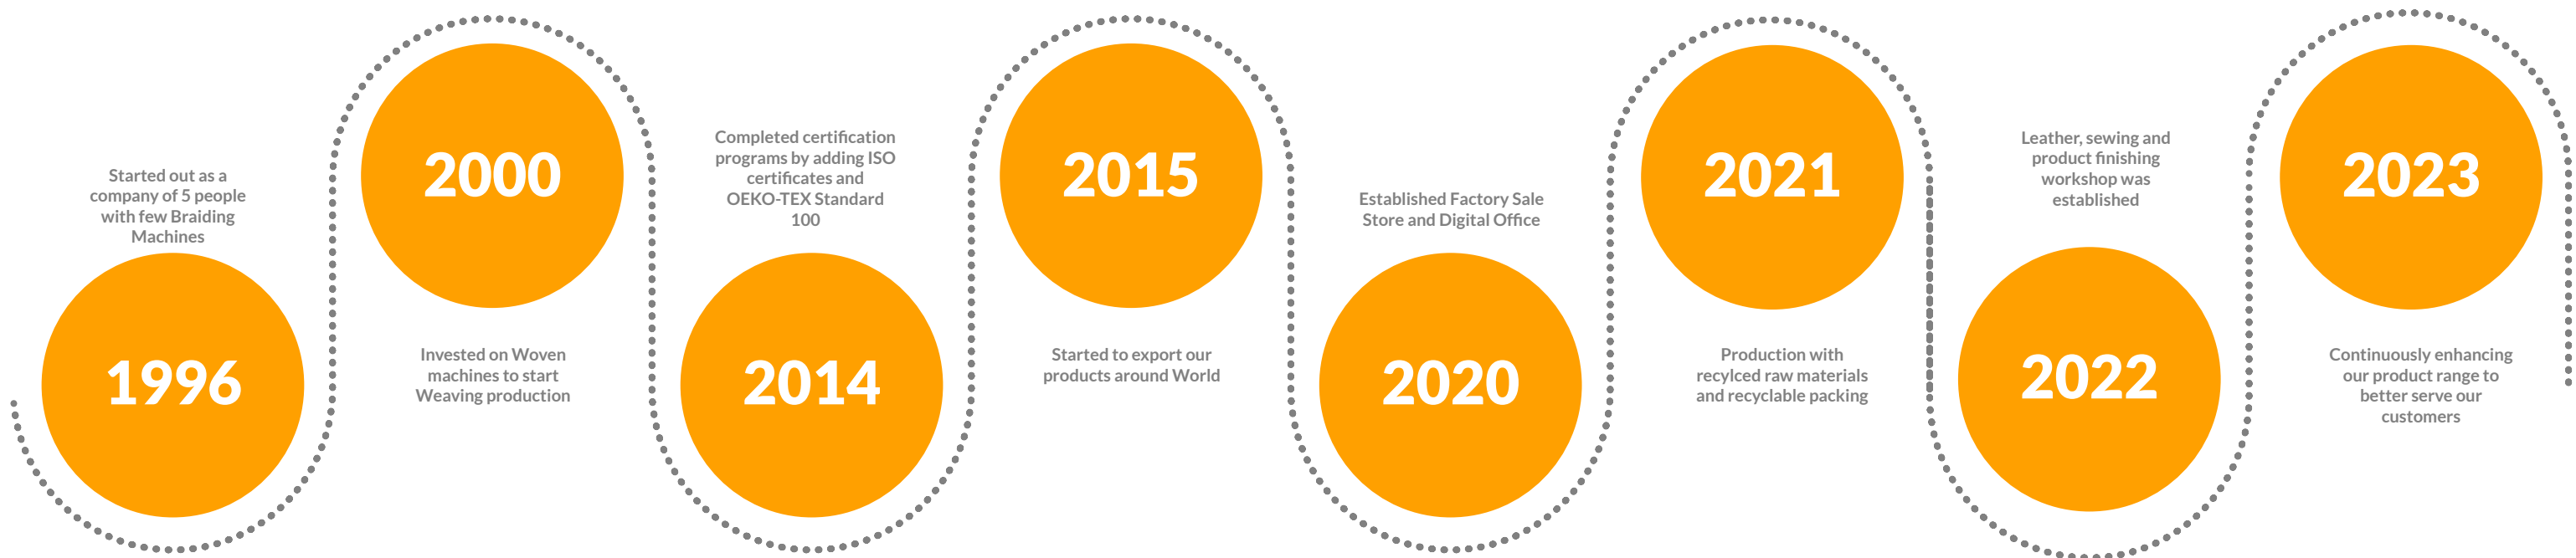 Started out as a
company of 5 people
with few Braiding
Machines
1996
2000
Invested on Woven
machines to start
Weaving production
Completed certification
programs by adding ISO
certificates and
OEKO-TEX Standard
100
2014
2015
Started to export our
products around World
Established Factory Sale
Store and Digital Office
2020
2021
Production with
recylced raw materials
and recyclable packing
Leather, sewing and
product finishing
workshop was
established
2022
2023
Continuously enhancing
our product range to
better serve our
customers